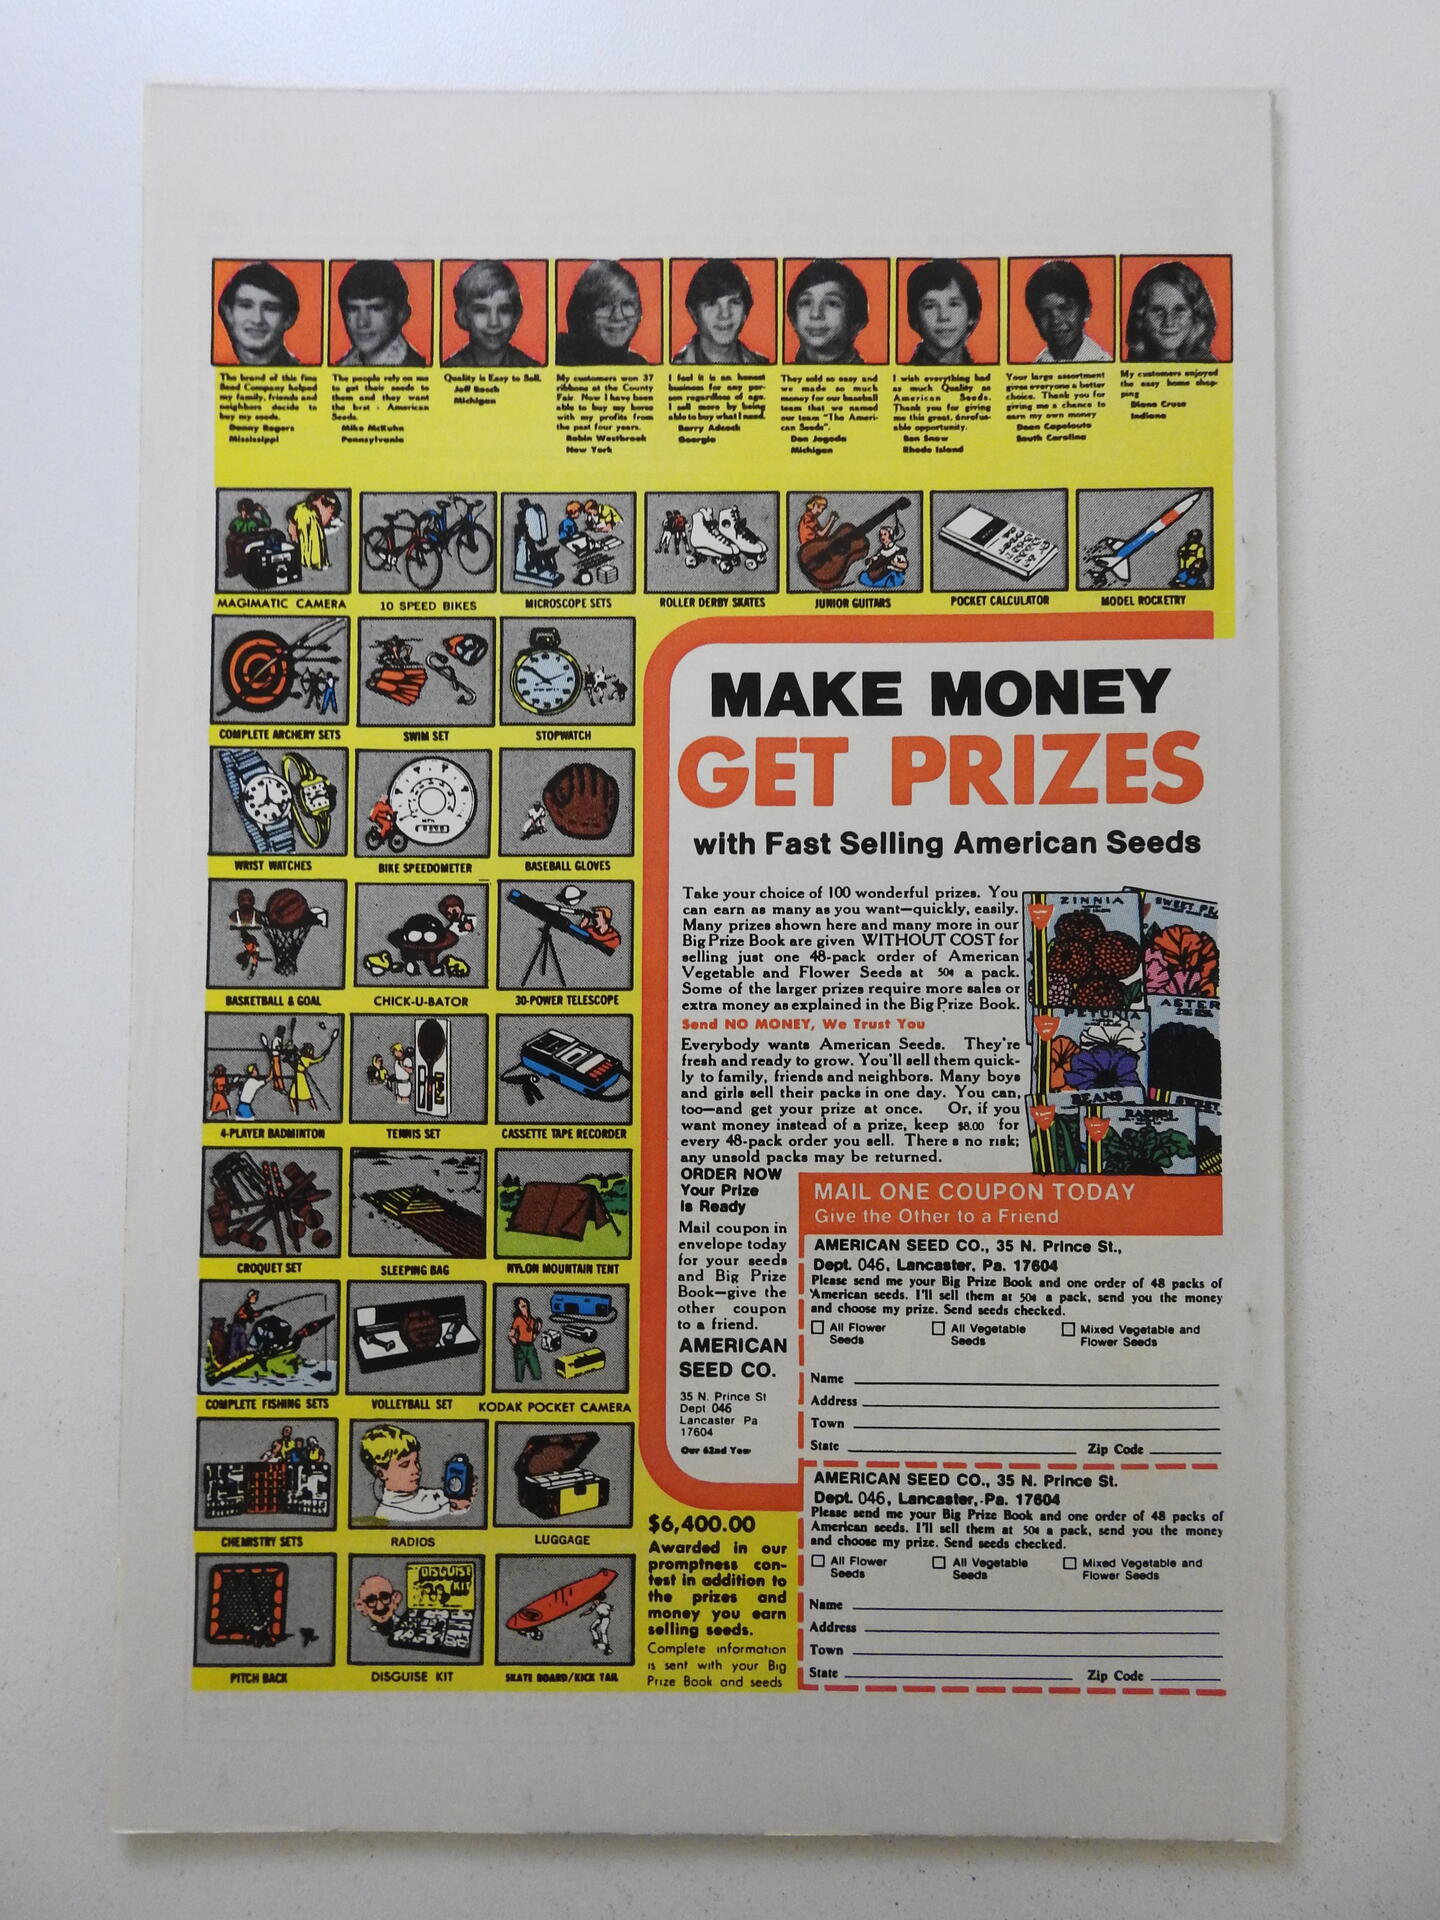 The brand of this fine
Seed Company helped
my family, friends and
neighbors decide to
buy my seeds.
Danny Rogers
Mississippi
The people rely on me
to get their seeds to
them and they want
the best - American
Seeds.
Mike McKuhn
Pennsylvania
Quality is Easy to Sell.
Jeff Bosch
Michigan
My customers won 37
ribbons at the County
Fair. Now I have been
able to buy my horse
with my profits from
the past four years.
Robin Westbrook
New York
I feel it is an honest
business for any per-
son regardless of age.
I sell more by being
able to buy what I need.
Barry Adcock
Georgia
They sold so easy and
we made so much
money for our baseball
team that we named
our team "The Ameri-
can Seeds".
Dan Jagoda
Michigan
I wish everything had
as much Quality as
American Seeds.
Thank you for giving
me this great, unrefus-
able opportunity.
Ben Snow
Rhode Island
Your large assortment
gives everyone a better
choice. Thank you for
giving me a chance to
earn my own money
Dean Capelouto
South Carolina
My customers enjoyed
the easy home shop-
ping
Diana Cruse
Indiana
MAGIMATIC CAMERA
10 SPEED BIKES
MICROSCOPE SETS
ROLLER DERBY SKATES
JUNIOR GUITARS
POCKET CALCULATOR
MODEL ROCKETRY
COMPLETE ARCHERY SETS
SWIM SET
STOPWATCH
WRIST WATCHES
BIKE SPEEDOMETER
BASEBALL GLOVES
BASKETBALL & GOAL
CHICK-U-BATOR
30-POWER TELESCOPE
4-PLAYER BADMINTON
TENNIS SET
CASSETTE TAPE RECORDER
CROQUET SET
SLEEPING BAG
NYLON MOUNTAIN TENT
COMPLETE FISHING SETS
VOLLEYBALL SET
KODAK POCKET CAMERA
CHEMISTRY SETS
RADIOS
LUGGAGE
PITCH BACK
DISGUISE KIT
DISGUISE KIT
SKATE BOARD/KICK TAIL
MAKE MONEY
GET PRIZES
with Fast Selling American Seeds
Take your choice of 100 wonderful prizes. You
can earn as many as you want—quickly, easily.
Many prizes shown here and many more in our
Big Prize Book are given WITHOUT COST for
selling just one 48-pack order of American
Vegetable and Flower Seeds at 50¢ a pack.
Some of the larger prizes require more sales or
extra money as explained in the Big Prize Book.
Send NO MONEY, We Trust You
Everybody wants American Seeds. They're
fresh and ready to grow. You'll sell them quick-
ly to family, friends and neighbors. Many boys
and girls sell their packs in one day. You can,
too—and get your prize at once. Or, if you
want money instead of a prize, keep $8.00 for
every 48-pack order you sell. There s no risk;
any unsold packs may be returned.
ZINNIA
SWEET PE
ASTER
PETUNIA
BEANS
RADISH
SWEET
ORDER NOW
Your Prize
Is Ready
Mail coupon in
envelope today
for your seeds
and Big Prize
Book—give the
other coupon
to a friend.
AMERICAN
SEED CO.
35 N. Prince St
Dept. 046
Lancaster Pa
17604
Our 62nd Year
MAIL ONE COUPON TODAY
Give the Other to a Friend
AMERICAN SEED CO., 35 N. Prince St.,
Dept. 046, Lancaster, Pa. 17604
Please send me your Big Prize Book and one order of 48 packs of
American seeds. I'll sell them at 50¢ a pack, send you the money
and choose my prize. Send seeds checked.
All Flower
Seeds
All Vegetable
Seeds
Mixed Vegetable and
Flower Seeds
Name
Address
Town
State Zip Code
AMERICAN SEED CO., 35 N. Prince St.
Dept. 046, Lancaster, Pa. 17604
Please send me your Big Prize Book and one order of 48 packs of
American seeds. I'll sell them at 50¢ a pack, send you the money
and choose my prize. Send seeds checked.
All Flower
Seeds
All Vegetable
Seeds
Mixed Vegetable and
Flower Seeds
Name
Address
Town
State Zip Code
$6,400.00
Awarded in our
promptness con-
test in addition to
the prizes and
money you earn
selling seeds.
Complete information
is sent with your Big
Prize Book and seeds